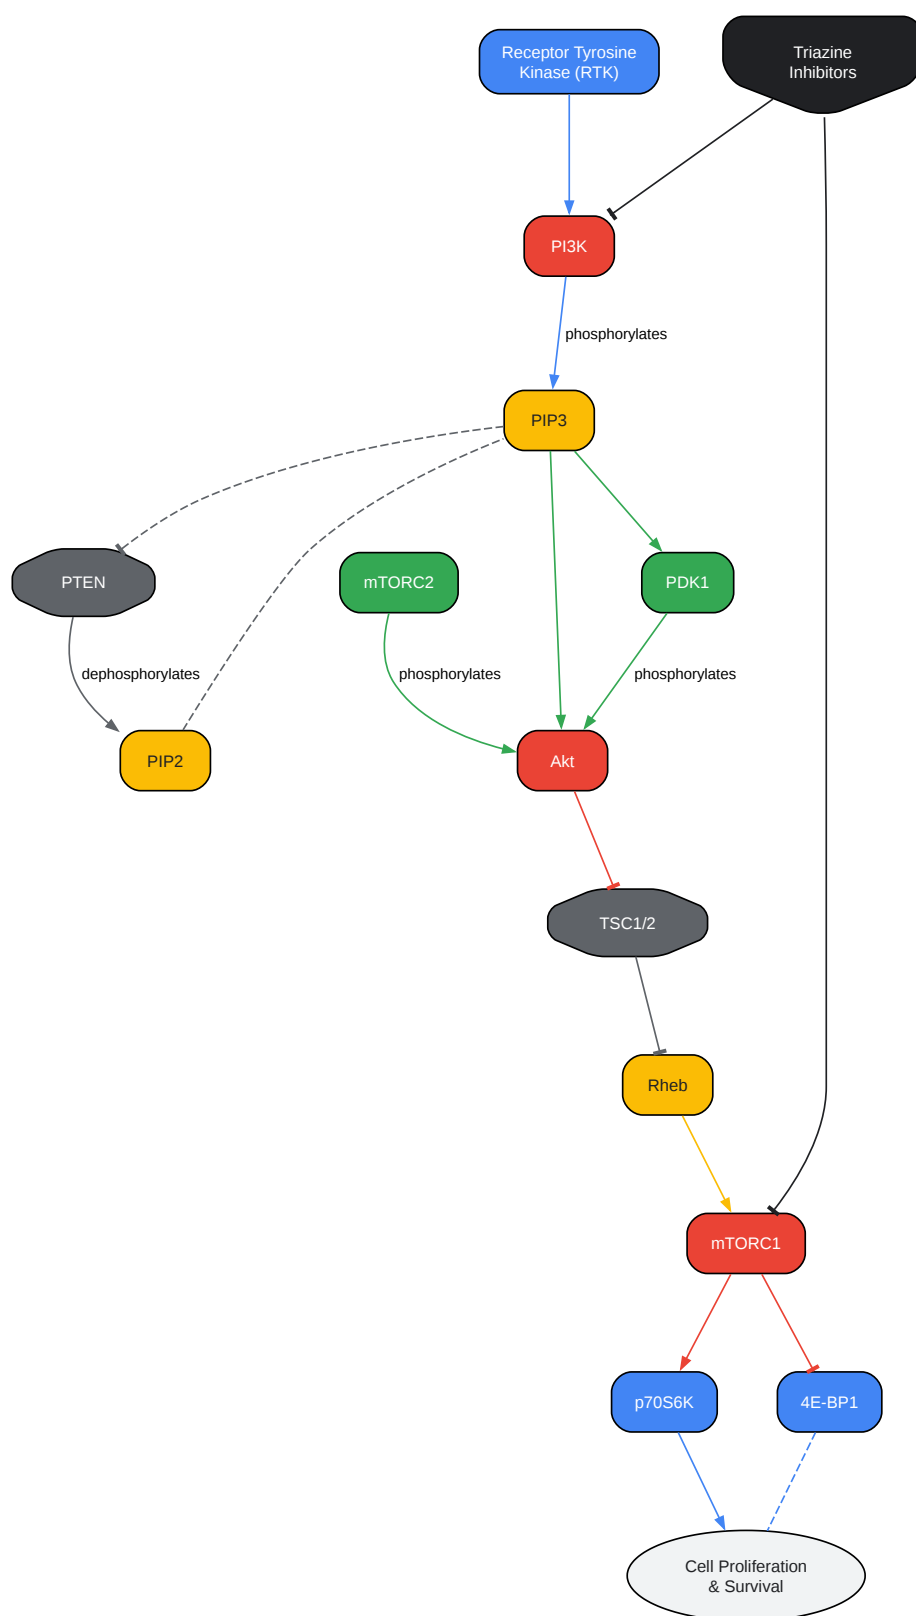 Receptor Tyrosine
Kinase (RTK)
Triazine
Inhibitors
PI3K
phosphorylates
PIP3
PTEN
mTORC2
PDK1
dephosphorylates
phosphorylates
phosphorylates
PIP2
Akt
TSC1/2
Rheb
mTORC1
p70S6K
4E-BP1
Cell Proliferation
& Survival